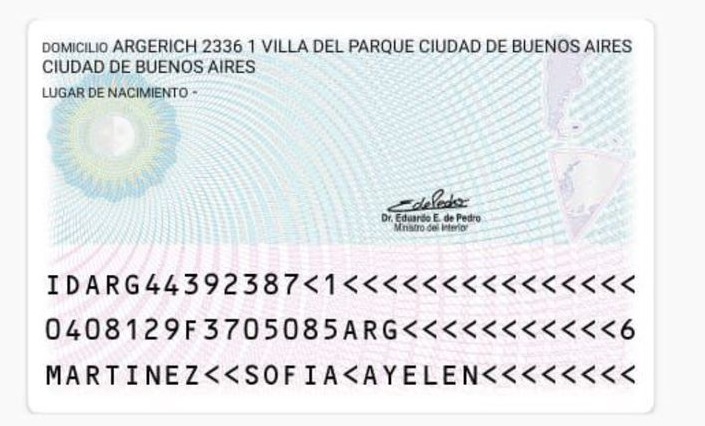 DOMICILIO ARGERICH 2336 1 VILLA DEL PARQUE CIUDAD DE BUENOS AIRES
CIUDAD DE BUENOS AIRES
LUGAR DE NACIMIENTO -
EdePedro
Dr. Eduardo E. de Pedro
Ministro del Interior
IDARG44392387<1<<<<<<<<<<<<<<<
0408129F3705085ARG<<<<<<<<<<<6
MARTINEZ<<SOFIA<AYELEN<<<<<<<<